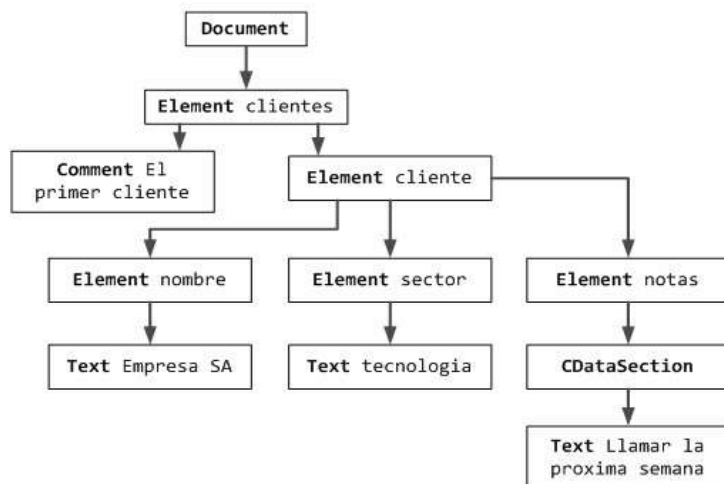 Document
Element clientes
Comment El
primer cliente
Element cliente
Element nombre
Element sector
Element notas
Text Empresa SA
Text tecnologia
CDataSection
Text Llamar la
proxima semana